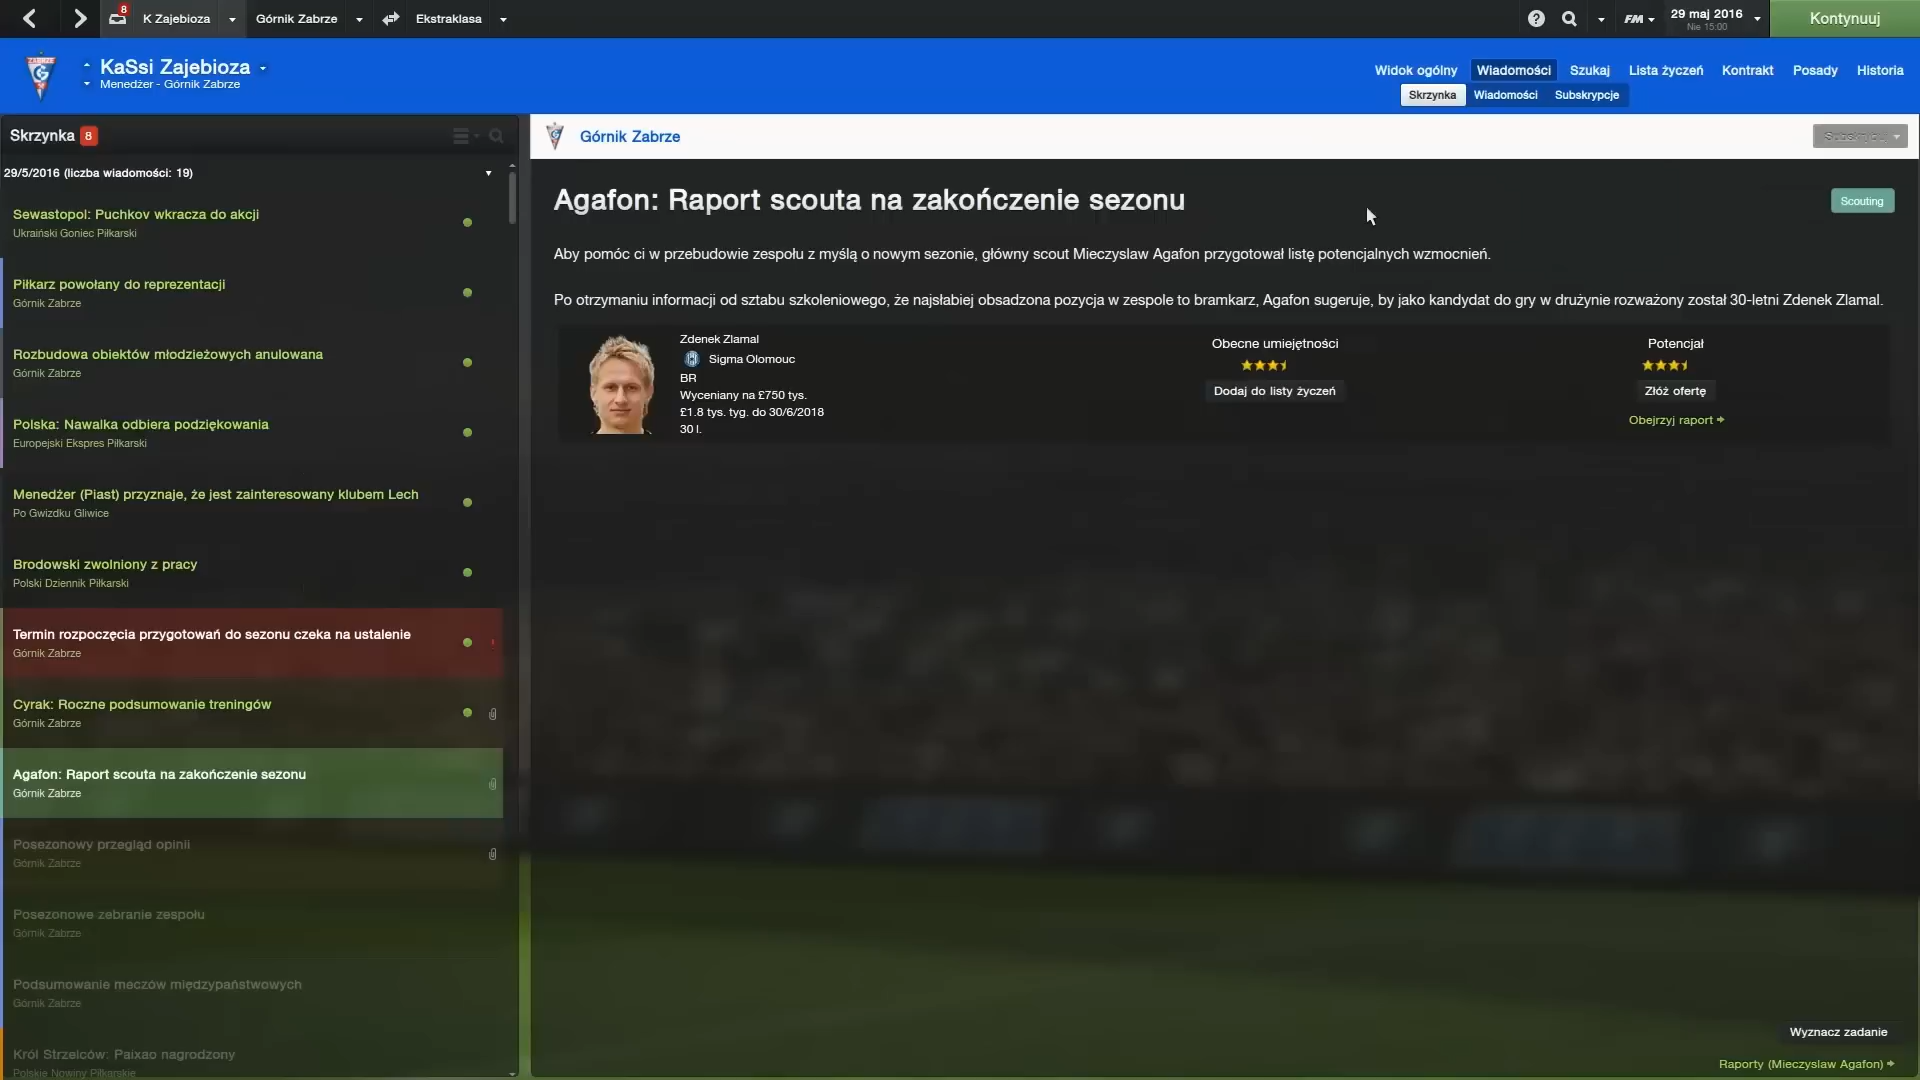 8
K Zajebioza
Górnik Zabrze
Ekstraklasa
FM
29 maj 2016
Nie 15:00
Kontynuuj
KaSsi Zajebioza
Menedżer - Górnik Zabrze
Widok ogólny
Wiadomości
Szukaj
Lista życzeń
Kontrakt
Posady
Historia
Skrzynka
Wiadomości
Subskrypcje
Skrzynka 8
29/5/2016 (liczba wiadomości: 19)
Sewastopol: Puchkov wkracza do akcji
Ukraiński Goniec Piłkarski
Piłkarz powołany do reprezentacji
Górnik Zabrze
Rozbudowa obiektów młodzieżowych anulowana
Górnik Zabrze
Polska: Nawalka odbiera podziękowania
Europejski Ekspres Piłkarski
Menedżer (Piast) przyznaje, że jest zainteresowany klubem Lech
Po Gwizdku Gliwice
Brodowski zwolniony z pracy
Polski Dziennik Piłkarski
Termin rozpoczęcia przygotowań do sezonu czeka na ustalenie
Górnik Zabrze
Cyrak: Roczne podsumowanie treningów
Górnik Zabrze
Agafon: Raport scouta na zakończenie sezonu
Górnik Zabrze
Posezonowy przegląd opinii
Górnik Zabrze
Posezonowe zebranie zespołu
Górnik Zabrze
Podsumowanie meczów międzypaństwowych
Górnik Zabrze
Król Strzelców: Paixao nagrodzony
Polskie Nowiny Piłkarskie
Górnik Zabrze
Agafon: Raport scouta na zakończenie sezonu
Scouting
Aby pomóc ci w przebudowie zespołu z myślą o nowym sezonie, główny scout Mieczyslaw Agafon przygotował listę potencjalnych wzmocnień.
Po otrzymaniu informacji od sztabu szkoleniowego, że najsłabiej obsadzona pozycja w zespole to bramkarz, Agafon sugeruje, by jako kandydat do gry w drużynie rozważony został 30-letni Zdenek Zlamal.
Zdenek Zlamal
Sigma Olomouc
BR
Wyceniany na £750 tys.
£1.8 tys. tyg. do 30/6/2018
30 l.
Obecne umiejętności
Dodaj do listy życzeń
Potencjał
Złóż ofertę
Obejrzyj raport
Wyznacz zadanie
Raporty (Mieczyslaw Agafon)